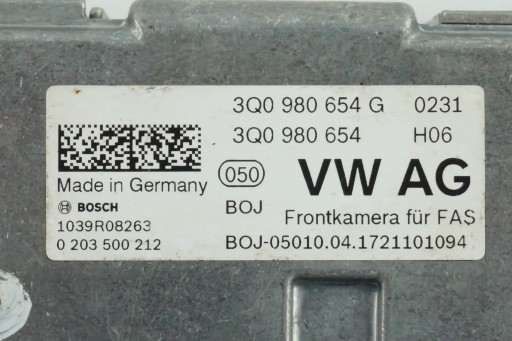 3Q0 980 654 G 0231
3Q0 980 654 H06
Made in Germany 050 VW AG
BOSCH BOJ
1039R08263 Frontkamera für FAS
0 203 500 212 BOJ-05010.04.1721101094